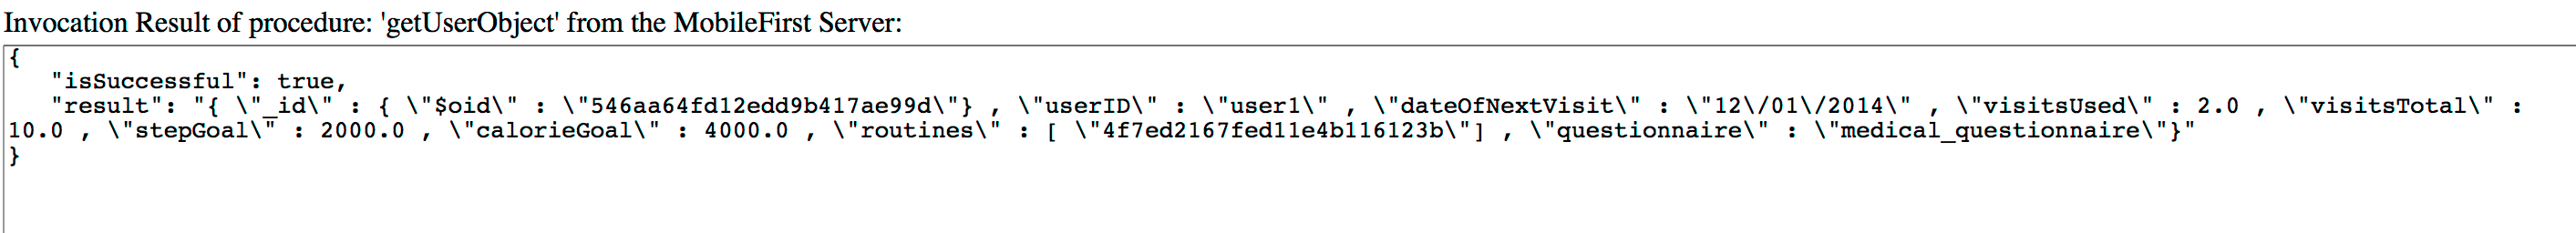 Invocation Result of procedure: 'getUserObject' from the MobileFirst Server:
{
   "isSuccessful": true,
   "result": "{ \"_id\" : { \"$oid\" : \"546aa64fd12edd9b417ae99d\"} , \"userID\" : \"user1\" , \"dateOfNextVisit\" : \"12\/01\/2014\" , \"visitsUsed\" : 2.0 , \"visitsTotal\" :
10.0 , \"stepGoal\" : 2000.0 , \"calorieGoal\" : 4000.0 , \"routines\" : [ \"4f7ed2167fed11e4b116123b\"] , \"questionnaire\" : \"medical_questionnaire\"}"
}